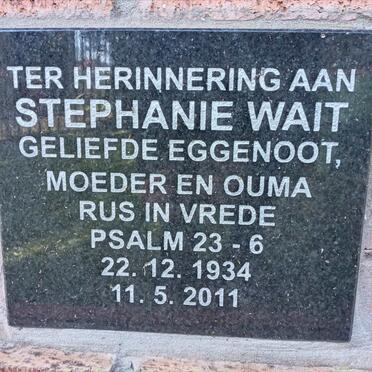 TER HERINNERING AAN
STEPHANIE WAIT
GELIEFDE EGGENOOT,
MOEDER EN OUMA
RUS IN VREDE
PSALM 23 - 6
22. 12. 1934
11. 5. 2011